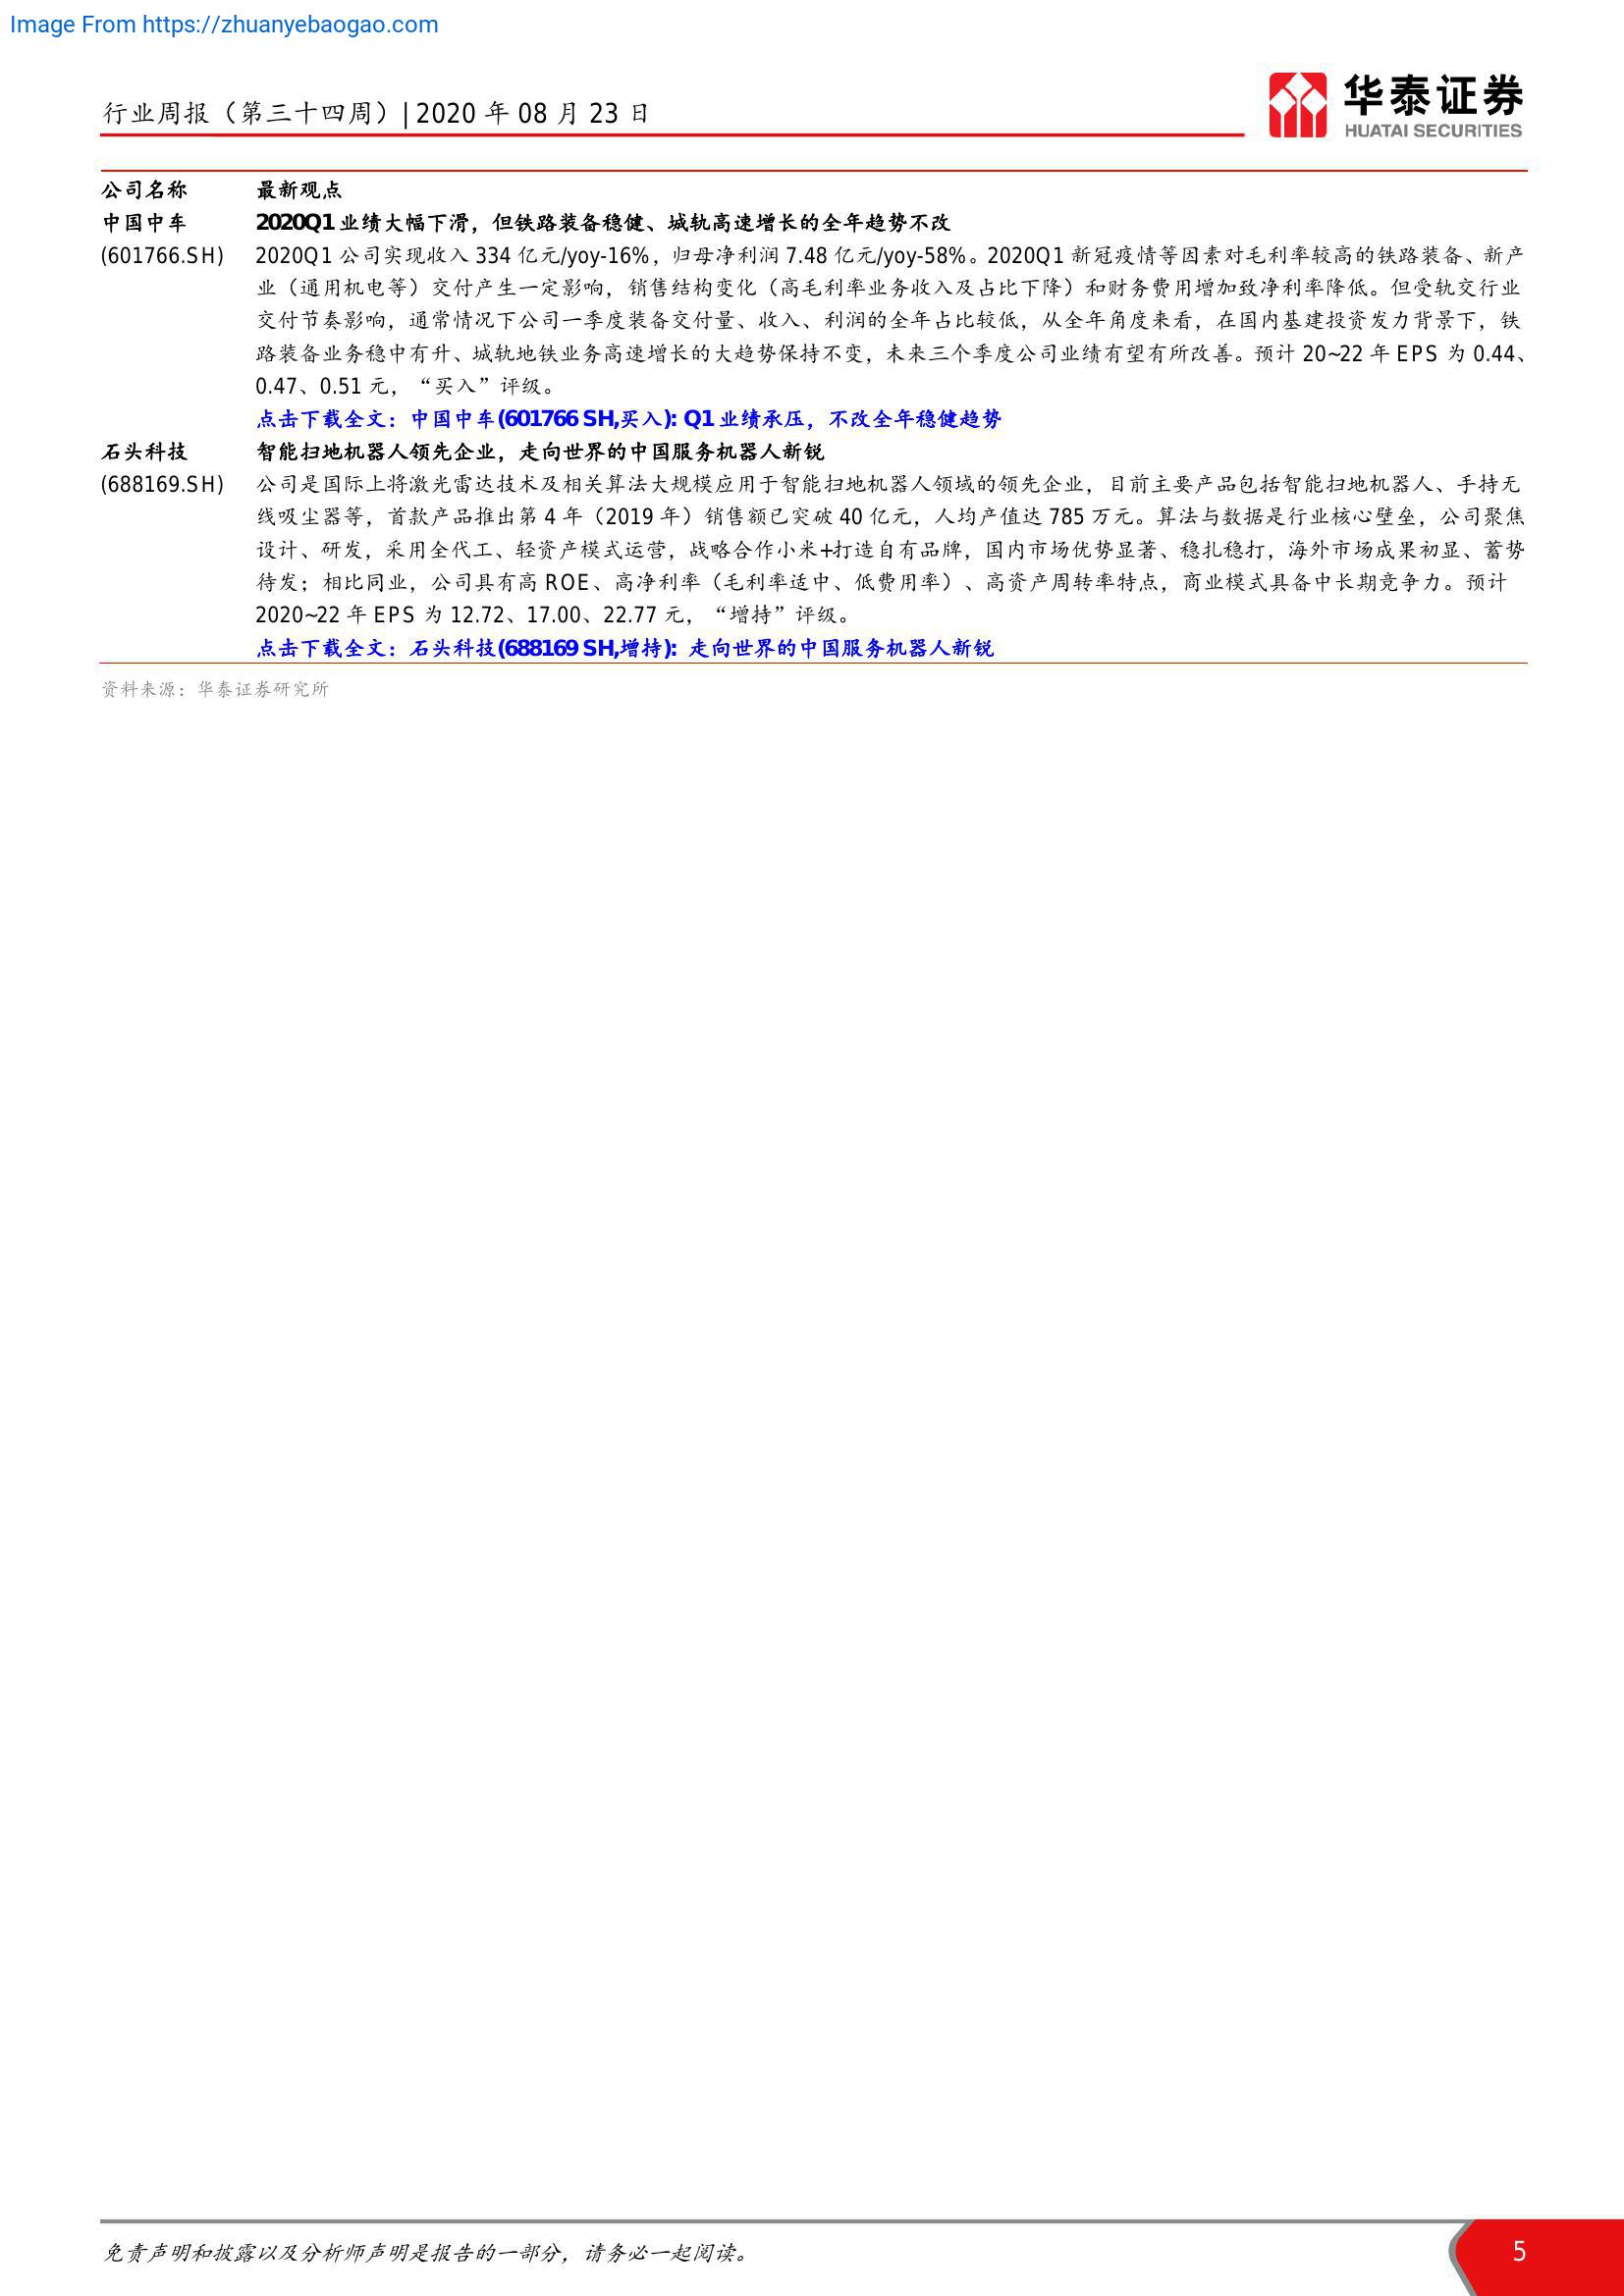 Image From https://zhuanyebaogao.com
行业周报（第三十四周）| 2020 年 08 月 23 日
华泰证券
HUATAI SECURITIES
公司名称 最新观点
中国中车 2020Q1 业绩大幅下滑，但铁路装备稳健、城轨高速增长的全年趋势不改
(601766.SH) 2020Q1 公司实现收入 334 亿元/yoy-16%，归母净利润 7.48 亿元/yoy-58%。2020Q1 新冠疫情等因素对毛利率较高的铁路装备、新产
业（通用机电等）交付产生一定影响，销售结构变化（高毛利率业务收入及占比下降）和财务费用增加致净利率降低。但受轨交行业
交付节奏影响，通常情况下公司一季度装备交付量、收入、利润的全年占比较低，从全年角度来看，在国内基建投资发力背景下，铁
路装备业务稳中有升、城轨地铁业务高速增长的大趋势保持不变，未来三个季度公司业绩有望有所改善。预计 20~22 年 EPS 为 0.44、
0.47、0.51 元，“买入”评级。
点击下载全文：中国中车(601766 SH,买入): Q1 业绩承压，不改全年稳健趋势
石头科技 智能扫地机器人领先企业，走向世界的中国服务机器人新锐
(688169.SH) 公司是国际上将激光雷达技术及相关算法大规模应用于智能扫地机器人领域的领先企业，目前主要产品包括智能扫地机器人、手持无
线吸尘器等，首款产品推出第 4 年（2019 年）销售额已突破 40 亿元，人均产值达 785 万元。算法与数据是行业核心壁垒，公司聚焦
设计、研发，采用全代工、轻资产模式运营，战略合作小米+打造自有品牌，国内市场优势显著、稳扎稳打，海外市场成果初显、蓄势
待发；相比同业，公司具有高 ROE、高净利率（毛利率适中、低费用率）、高资产周转率特点，商业模式具备中长期竞争力。预计
2020~22 年 EPS 为 12.72、17.00、22.77 元，“增持”评级。
点击下载全文：石头科技(688169 SH,增持): 走向世界的中国服务机器人新锐
资料来源：华泰证券研究所
免责声明和披露以及分析师声明是报告的一部分，请务必一起阅读。
5